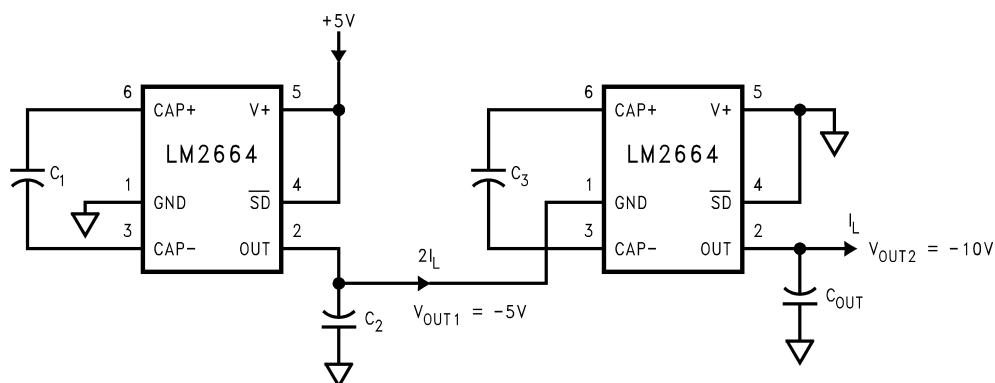 +5V
6 CAP+ V+ 5
LM2664
C1
1 GND SD 4
3 CAP- OUT 2
2IL
VOUT1 = -5V
C2
6 CAP+ V+ 5
LM2664
C3
1 GND SD 4
3 CAP- OUT 2
IL
VOUT2 = -10V
COUT